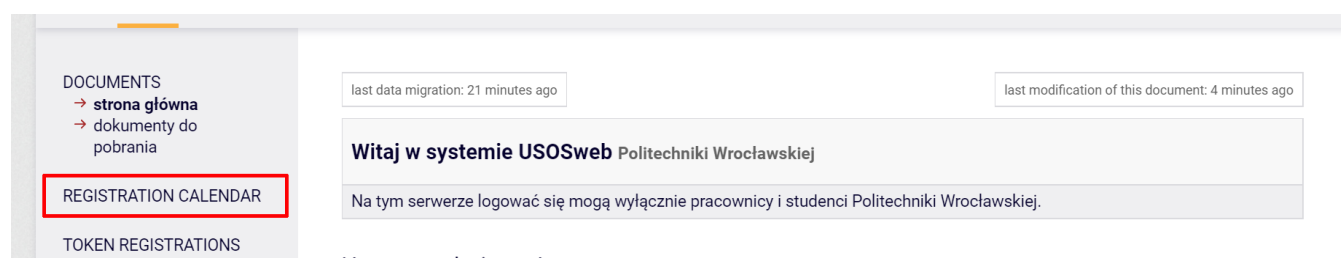 DOCUMENTS
→ strona główna
→ dokumenty do
pobrania
REGISTRATION CALENDAR
TOKEN REGISTRATIONS
last data migration: 21 minutes ago
last modification of this document: 4 minutes ago
Witaj w systemie USOSweb Politechniki Wrocławskiej
Na tym serwerze logować się mogą wyłącznie pracownicy i studenci Politechniki Wrocławskiej.